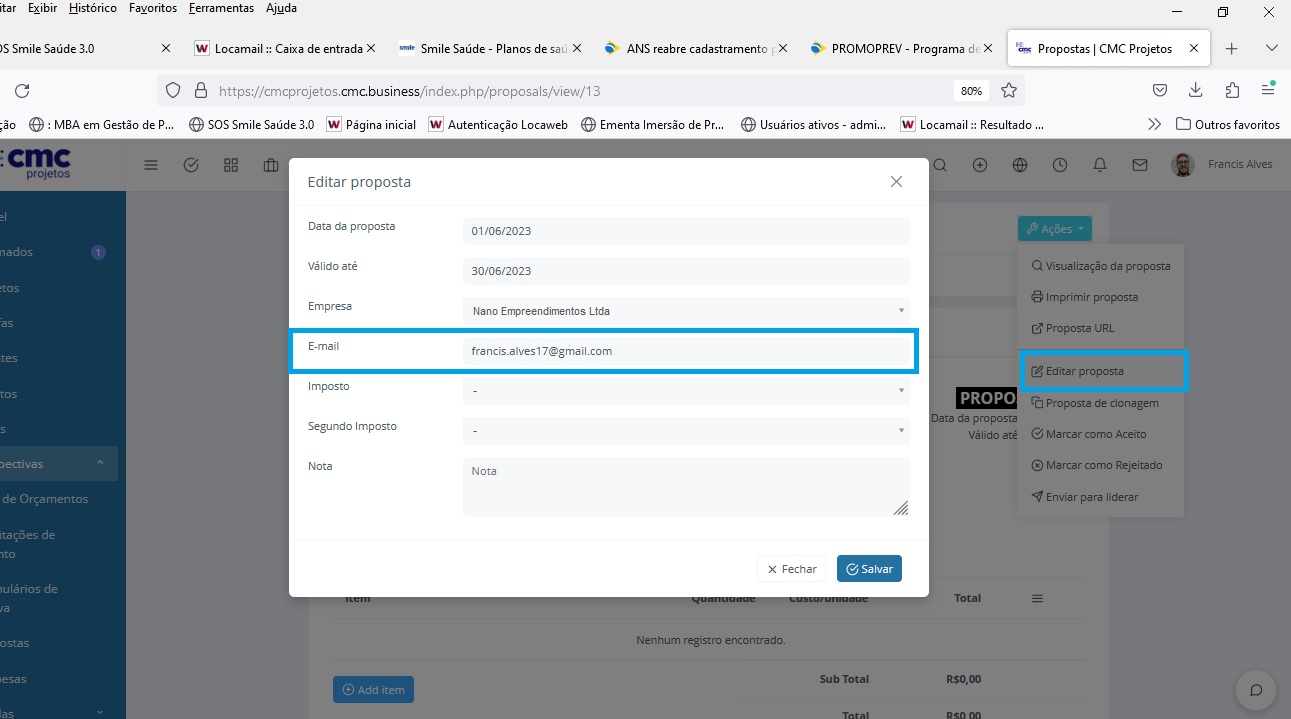 itar Exibir Histórico Favoritos Ferramentas Ajuda
OS Smile Saúde 3.0
Locamail :: Caixa de entrada
Smile Saúde - Planos de saú
ANS reabre cadastramento p
PROMOPREV - Programa de
Propostas | CMC Projetos
https://cmcprojetos.cmc.business/index.php/proposals/view/13
80%
ção
: MBA em Gestão de P...
SOS Smile Saúde 3.0
Página inicial
Autenticação Locaweb
Ementa Imersão de Pr...
Usuários ativos - admi...
Locamail :: Resultado ...
Outros favoritos
cmc
projetos
Francis Alves
el
mados 1
etos
fas
tes
tos
s
pectivas
de Orçamentos
itações de
nto
nulários de
va
ostas
pesas
das
Editar proposta
Data da proposta 01/06/2023
Válido até 30/06/2023
Empresa Nano Empreendimentos Ltda
E-mail francis.alves17@gmail.com
Imposto -
Segundo Imposto -
Nota Nota
Fechar Salvar
Ações
Visualização da proposta
Imprimir proposta
Proposta URL
Editar proposta
Proposta de clonagem
Marcar como Aceito
Marcar como Rejeitado
Enviar para liderar
PROPO
Data da proposta
Válido até
Item Quantidade Custo/unidade Total
Nenhum registro encontrado.
Add item
Sub Total R$0,00
Total R$0,00